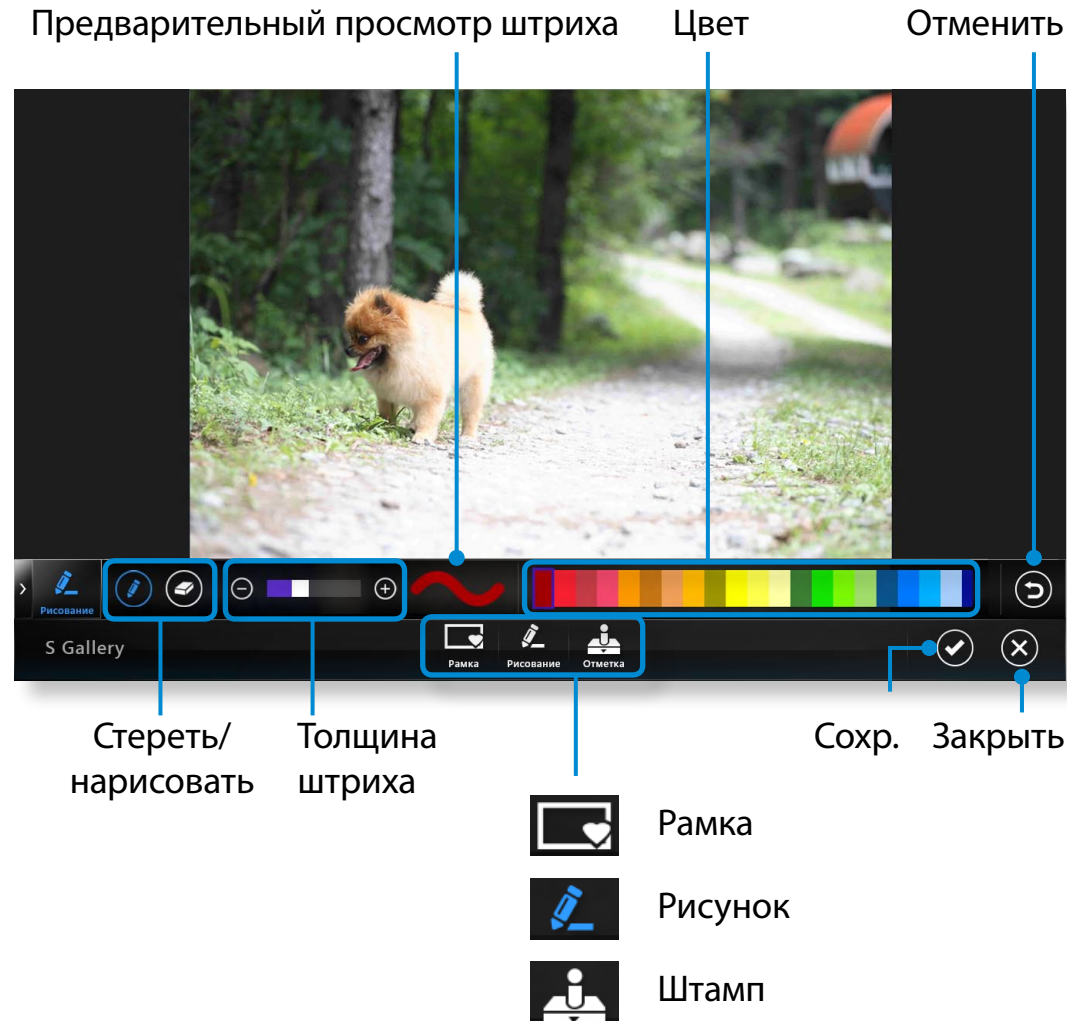 Предварительный просмотр штриха
Цвет
Отменить
Рисование
S Gallery
Рамка
Рисование
Отметка
Стереть/
нарисовать
Толщина
штриха
Сохр.
Закрыть
Рамка
Рисунок
Штамп